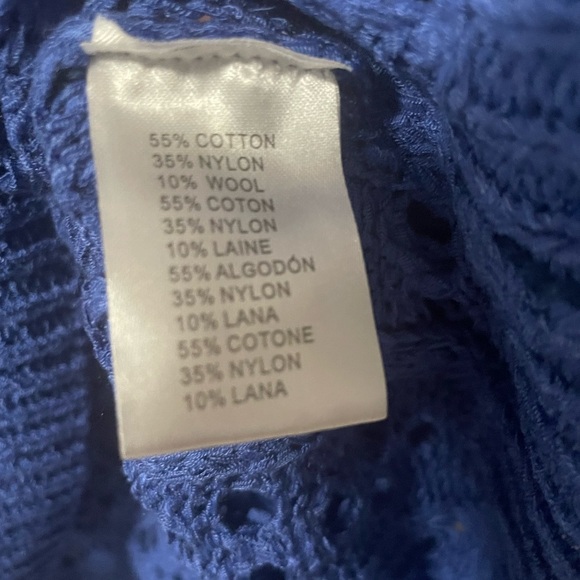 55% COTTON
35% NYLON
10% WOOL
55% COTON
35% NYLON
10% LAINE
55% ALGODÓN
35% NYLON
10% LANA
55% COTONE
35% NYLON
10% LANA